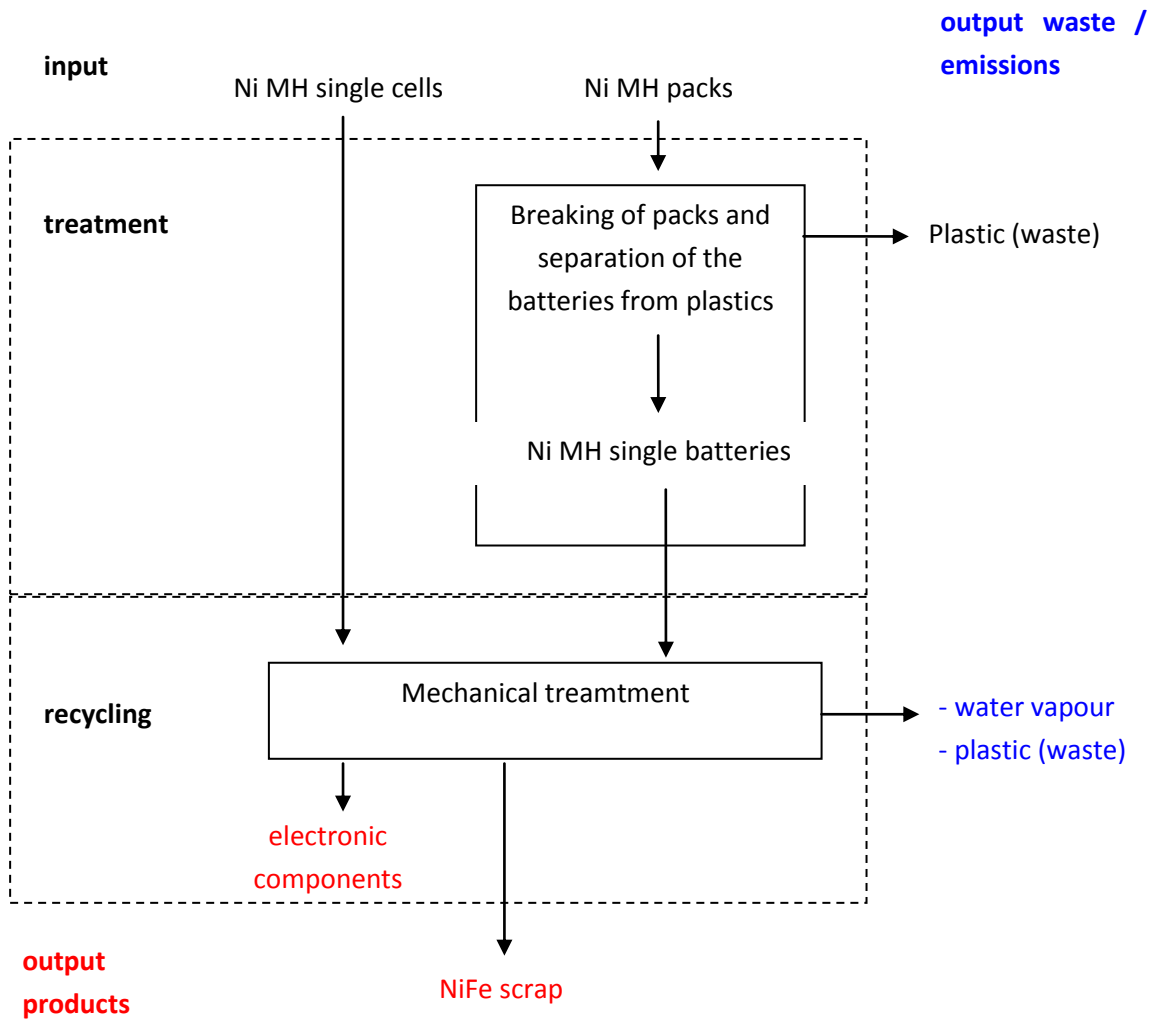 output waste /
emissions
input
Ni MH single cells
Ni MH packs
treatment
Breaking of packs and
separation of the
batteries from plastics
Plastic (waste)
Ni MH single batteries
recycling
Mechanical treamtment
- water vapour
- plastic (waste)
electronic
components
output
products
NiFe scrap